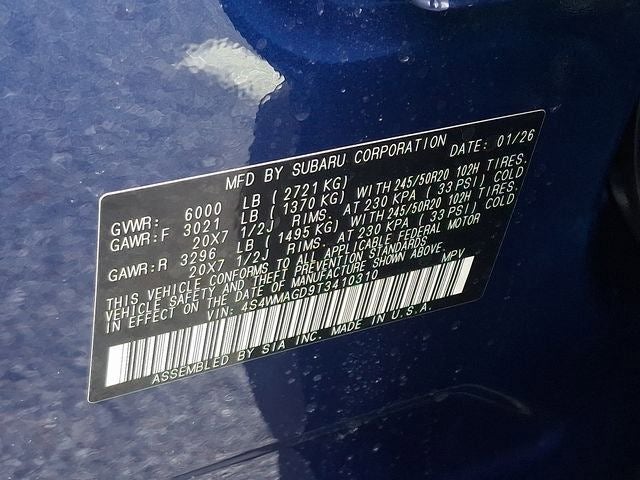 MFD BY SUBARU CORPORATION DATE: 01/26
GVWR: 6000 LB (2721 KG)
GAWR:F 3021 LB (1370 KG) WITH 245/50R20 102H TIRES.
20X7 1/2J RIMS. AT 230 KPA (33 PSI) COLD
GAWR:R 3296 LB (1495 KG) WITH 245/50R20 102H TIRES.
20X7 1/2J RIMS. AT 230 KPA (33 PSI) COLD.
THIS VEHICLE CONFORMS TO ALL APPLICABLE FEDERAL MOTOR
VEHICLE SAFETY AND THEFT PREVENTION STANDARDS
IN EFFECT ON THE DATE OF MANUFACTURE SHOWN ABOVE.
VIN: 4S4WMAGD9T3410310 MPV
ASSEMBLED BY SIA INC. MADE IN U.S.A.